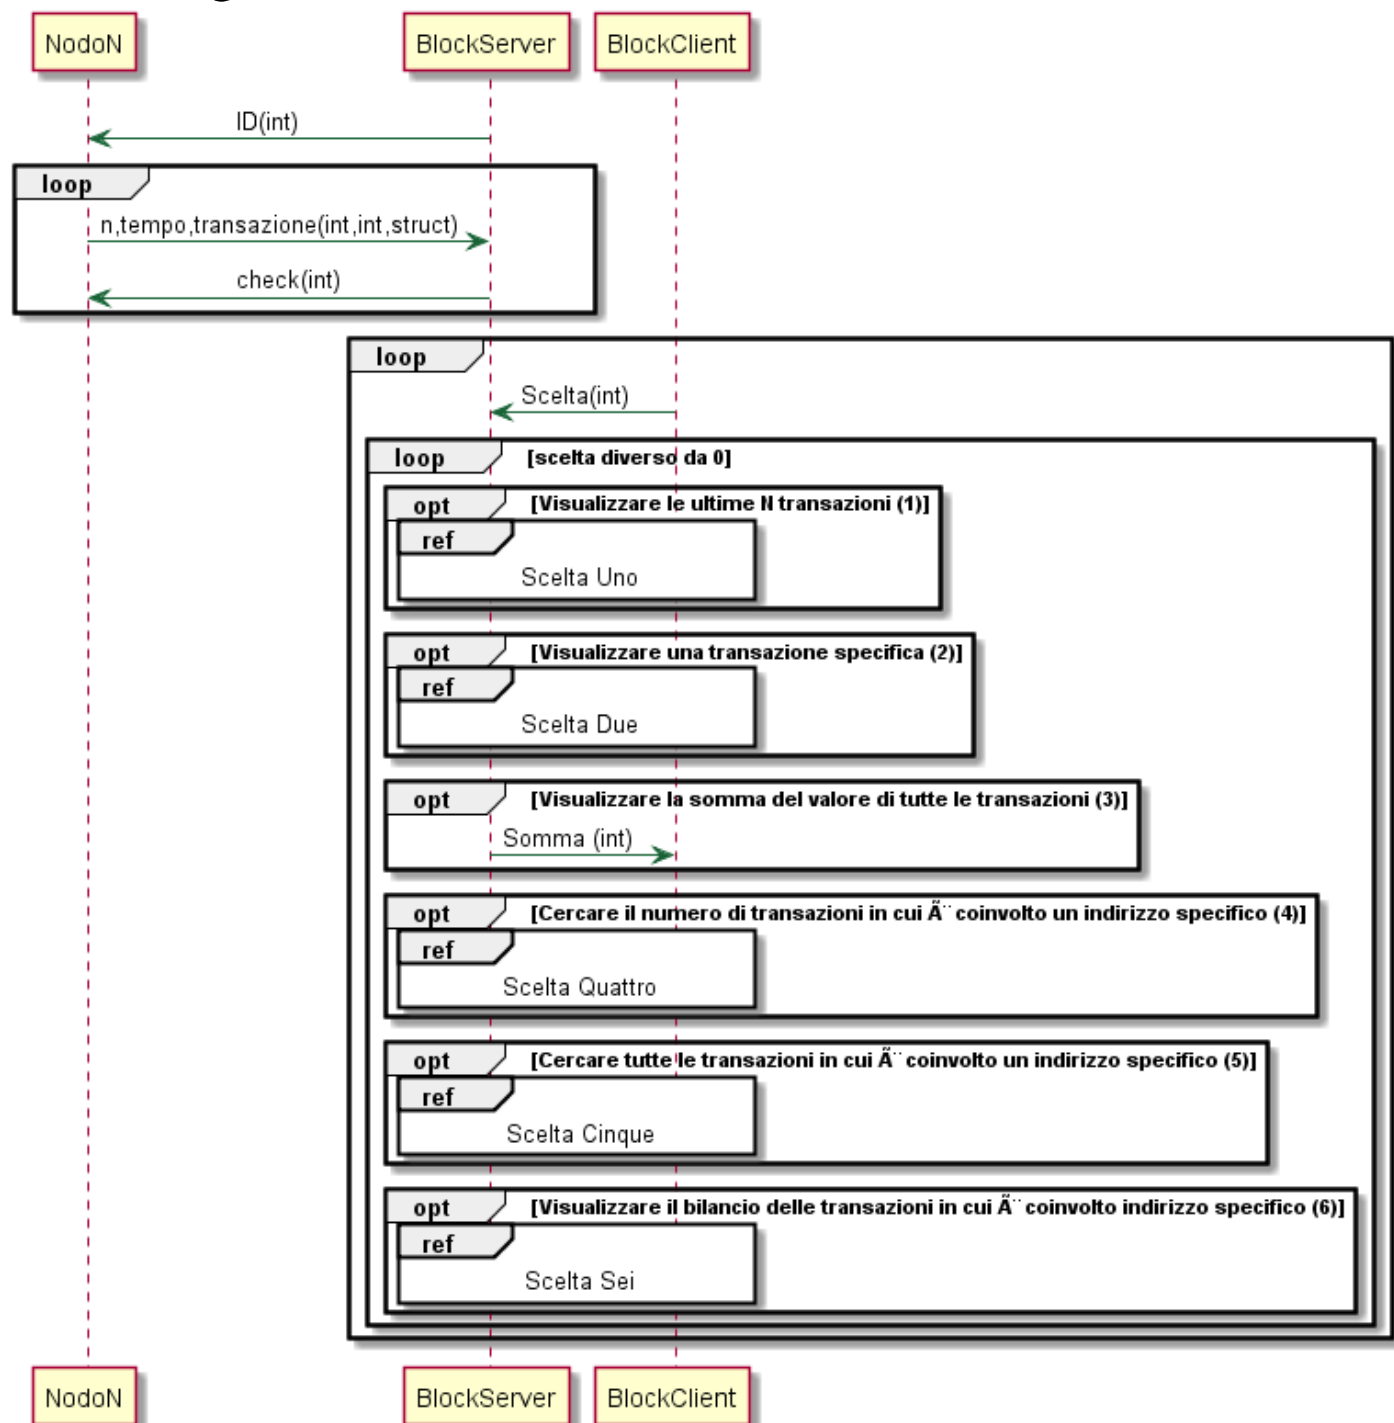 NodoN
BlockServer
BlockClient
ID(int)
loop
n,tempo,transazione(int,int,struct)
check(int)
loop
Scelta(int)
loop
[scelta diverso da 0]
opt
[Visualizzare le ultime N transazioni (1)]
ref
Scelta Uno
opt
[Visualizzare una transazione specifica (2)]
ref
Scelta Due
opt
[Visualizzare la somma del valore di tutte le transazioni (3)]
Somma (int)
opt
[Cercare il numero di transazioni in cui Ã¨ coinvolto un indirizzo specifico (4)]
ref
Scelta Quattro
opt
[Cercare tutte le transazioni in cui Ã¨ coinvolto un indirizzo specifico (5)]
ref
Scelta Cinque
opt
[Visualizzare il bilancio delle transazioni in cui Ã¨ coinvolto indirizzo specifico (6)]
ref
Scelta Sei
NodoN
BlockServer
BlockClient